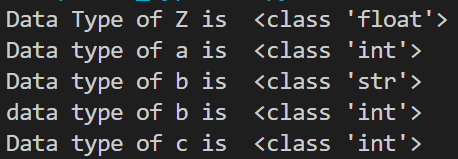 Data Type of Z is  <class 'float'>
Data type of a is  <class 'int'>
Data type of b is  <class 'str'>
data type of b is  <class 'int'>
Data type of c is  <class 'int'>